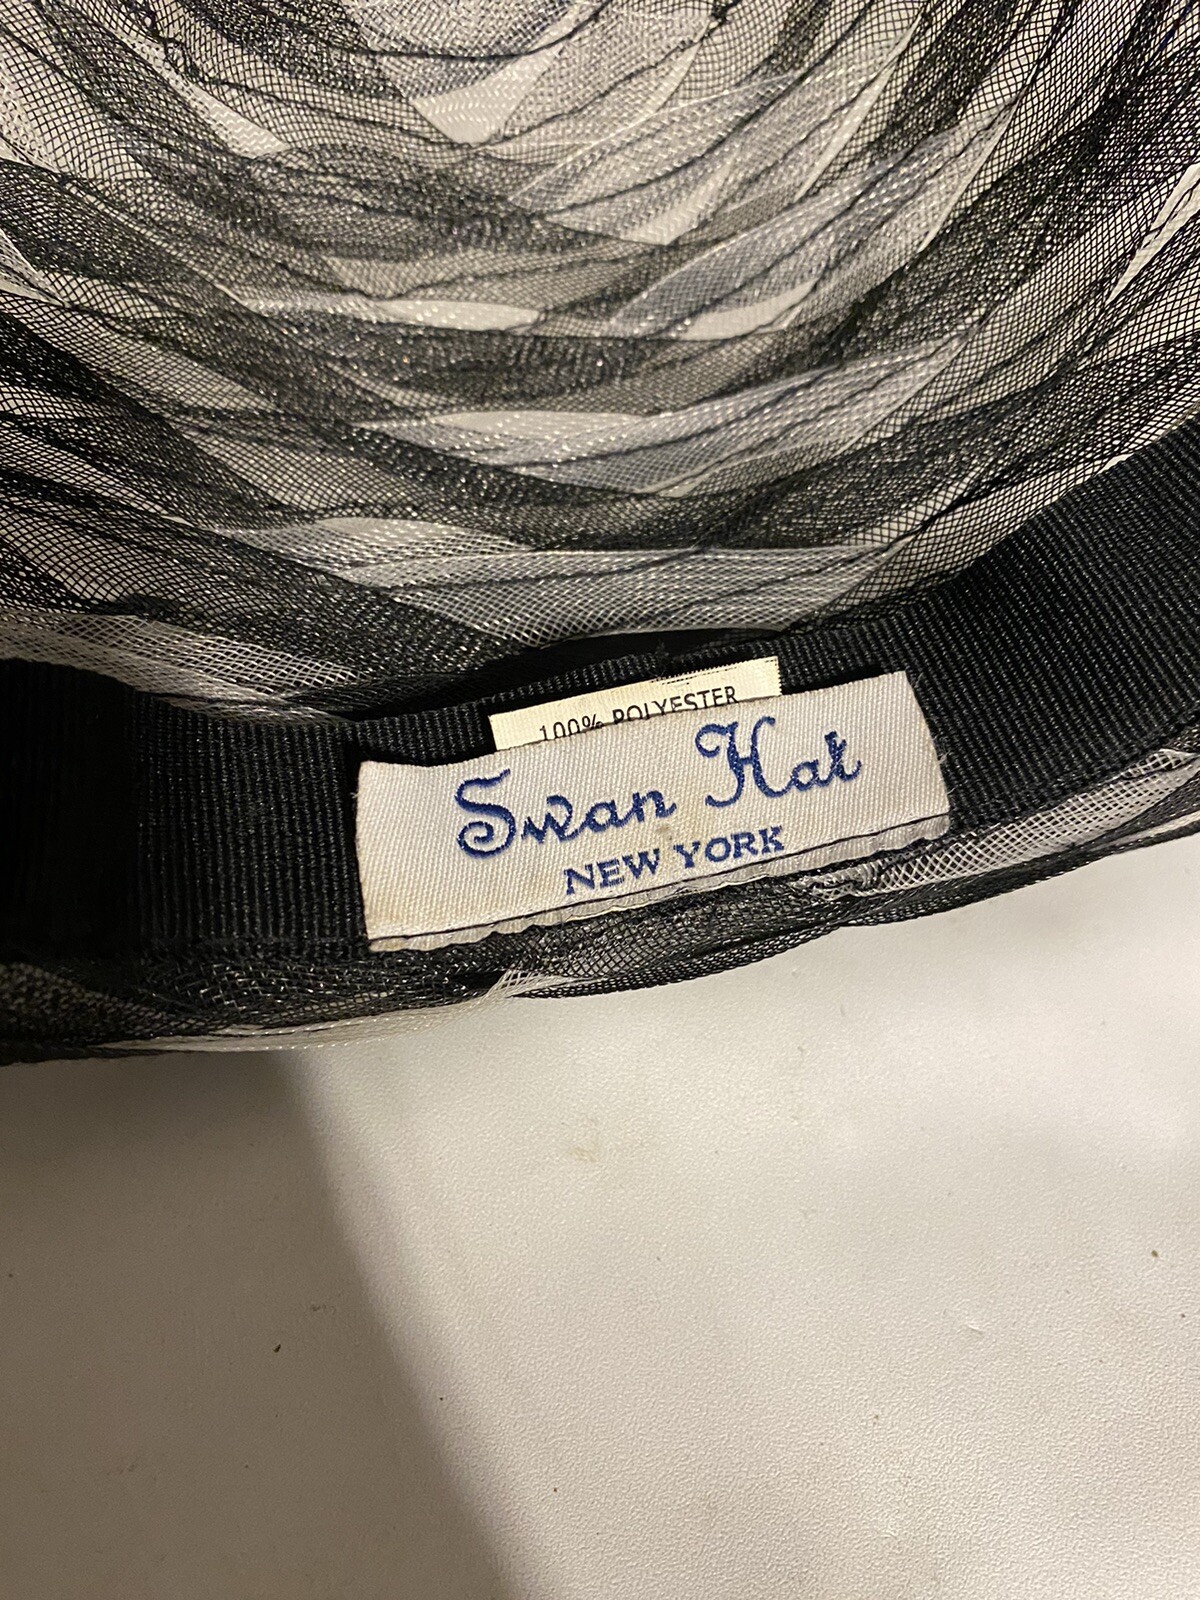 100% POLYESTER
Swan Hat
NEW YORK